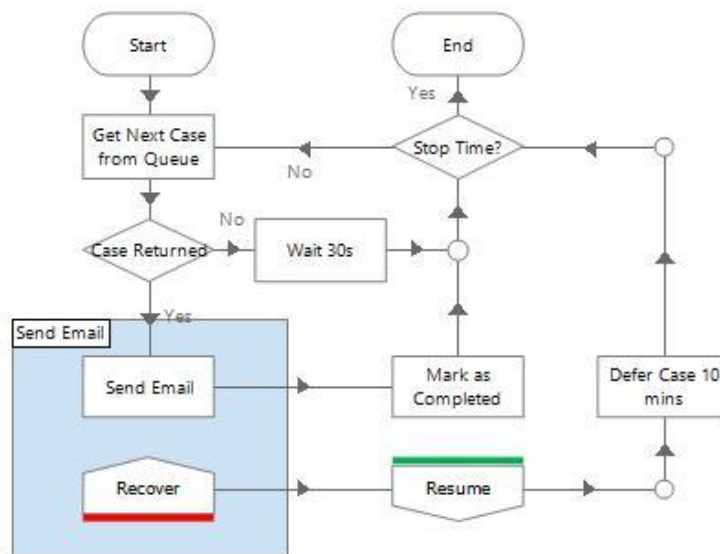 Start
End
Yes
Get Next Case
from Queue
Stop Time?
No
Case Returned
No
Wait 30s
Yes
Send Email
Send Email
Mark as
Completed
Defer Case 10
mins
Recover
Resume